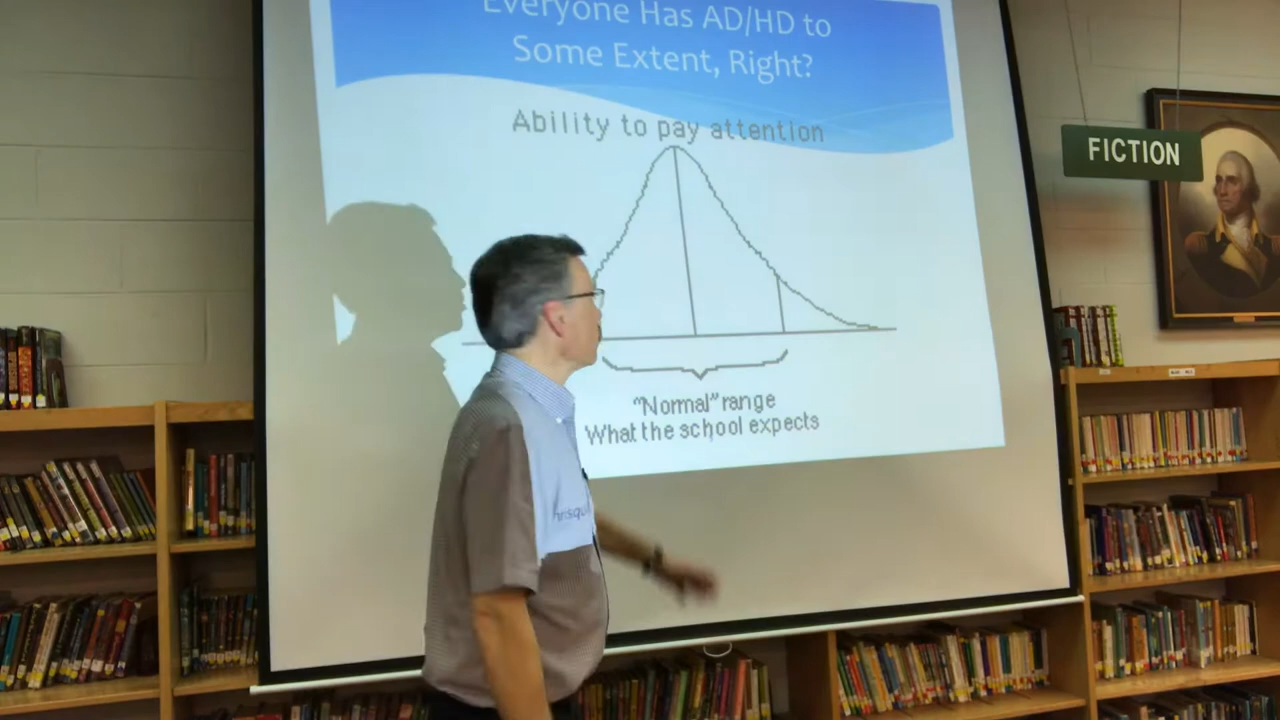 Everyone Has AD/HD to
Some Extent, Right?
Ability to pay attention
"Normal" range
What the school expects
FICTION